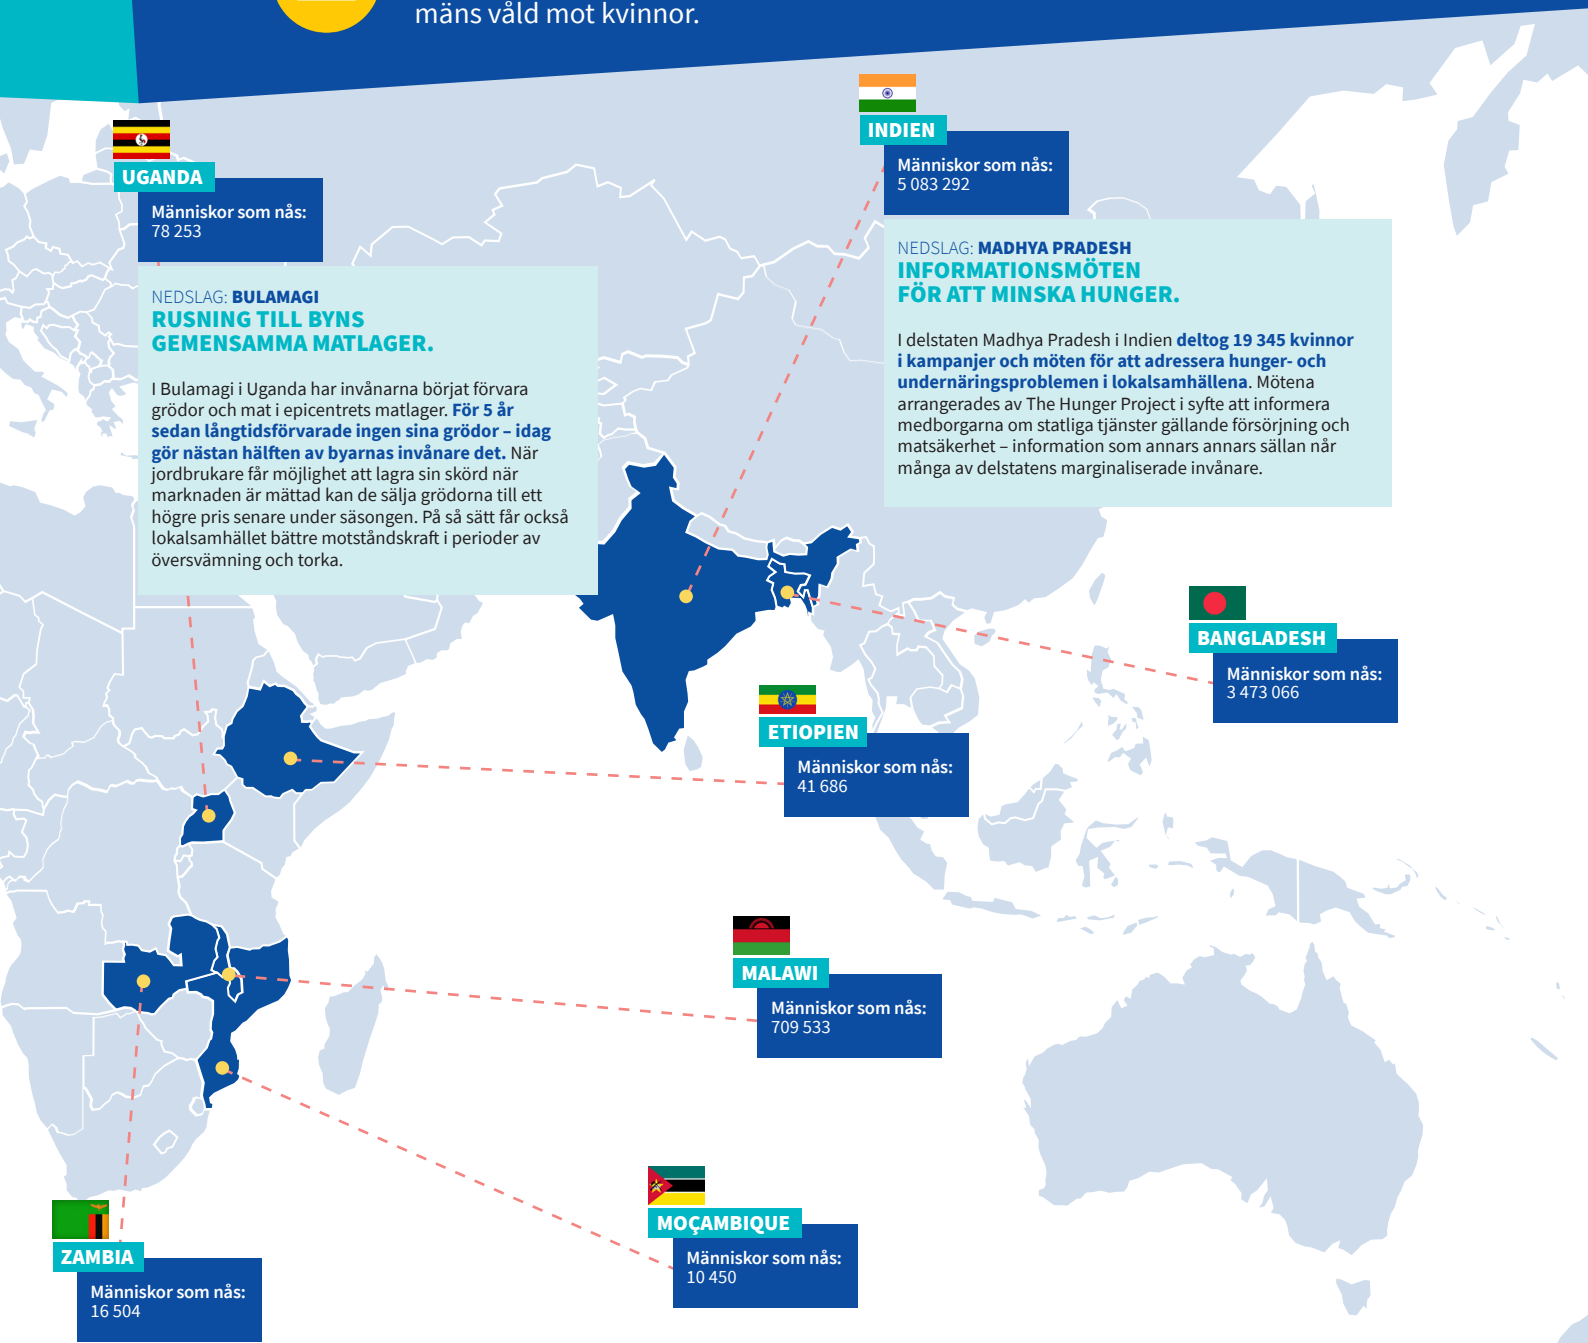 mäns våld mot kvinnor.
UGANDA
Människor som nås:
78 253
NEDSLAG: BULAMAGI
RUSNING TILL BYNS
GEMENSAMMA MATLAGER.
I Bulamagi i Uganda har invånarna börjat förvara
grödor och mat i epicentrets matlager. För 5 år
sedan långtidsförvarade ingen sina grödor – idag
gör nästan hälften av byarnas invånare det. När
jordbrukare får möjlighet att lagra sin skörd när
marknaden är mättad kan de sälja grödorna till ett
högre pris senare under säsongen. På så sätt får också
lokalsamhället bättre motståndskraft i perioder av
översvämning och torka.
INDIEN
Människor som nås:
5 083 292
NEDSLAG: MADHYA PRADESH
INFORMATIONSMÖTEN
FÖR ATT MINSKA HUNGER.
I delstaten Madhya Pradesh i Indien deltog 19 345 kvinnor
i kampanjer och möten för att adressera hunger- och
undernäringsproblemen i lokalsamhällena. Mötena
arrangerades av The Hunger Project i syfte att informera
medborgarna om statliga tjänster gällande försörjning och
matsäkerhet – information som annars annars sällan når
många av delstatens marginaliserade invånare.
BANGLADESH
Människor som nås:
3 473 066
ETIOPIEN
Människor som nås:
41 686
MALAWI
Människor som nås:
709 533
MOÇAMBIQUE
Människor som nås:
10 450
ZAMBIA
Människor som nås:
16 504